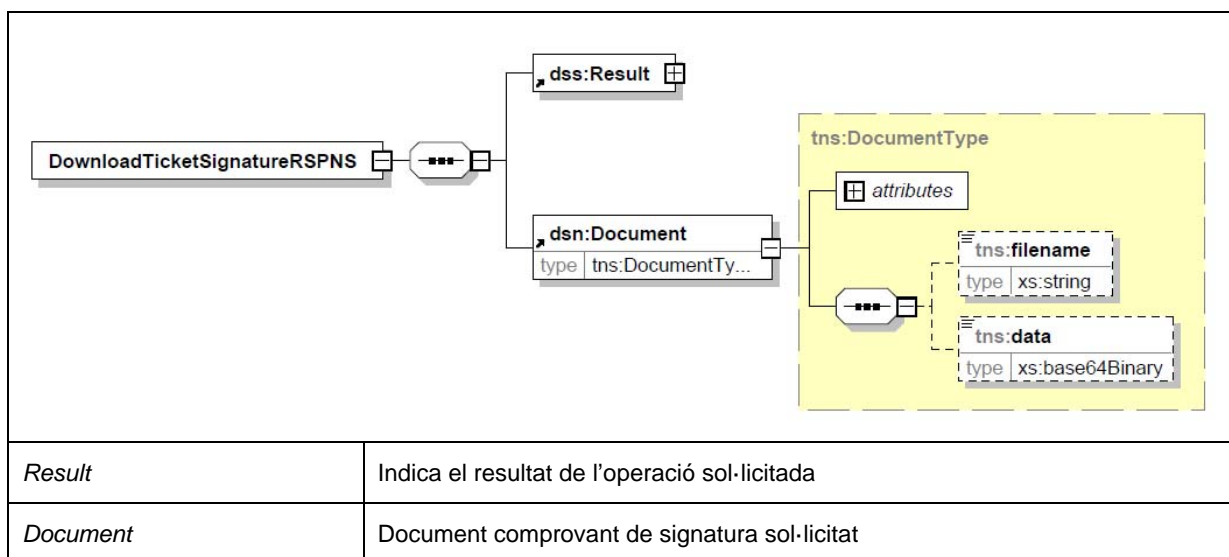 dss:Result
tns:DocumentType
DownloadTicketSignatureRSPNS
attributes
dsn:Document
type tns:DocumentTy...
tns:filename
type xs:string
tns:data
type xs:base64Binary
Result Indica el resultat de l’operació sol·licitada
Document Document comprovant de signatura sol·licitat